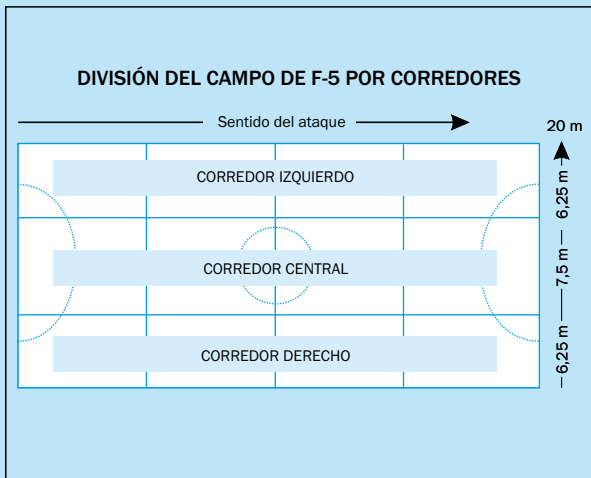 DIVISIÓN DEL CAMPO DE F-5 POR CORREDORES
Sentido del ataque
20 m
CORREDOR IZQUIERDO
6,25 m
CORREDOR CENTRAL
7,5 m
CORREDOR DERECHO
6,25 m